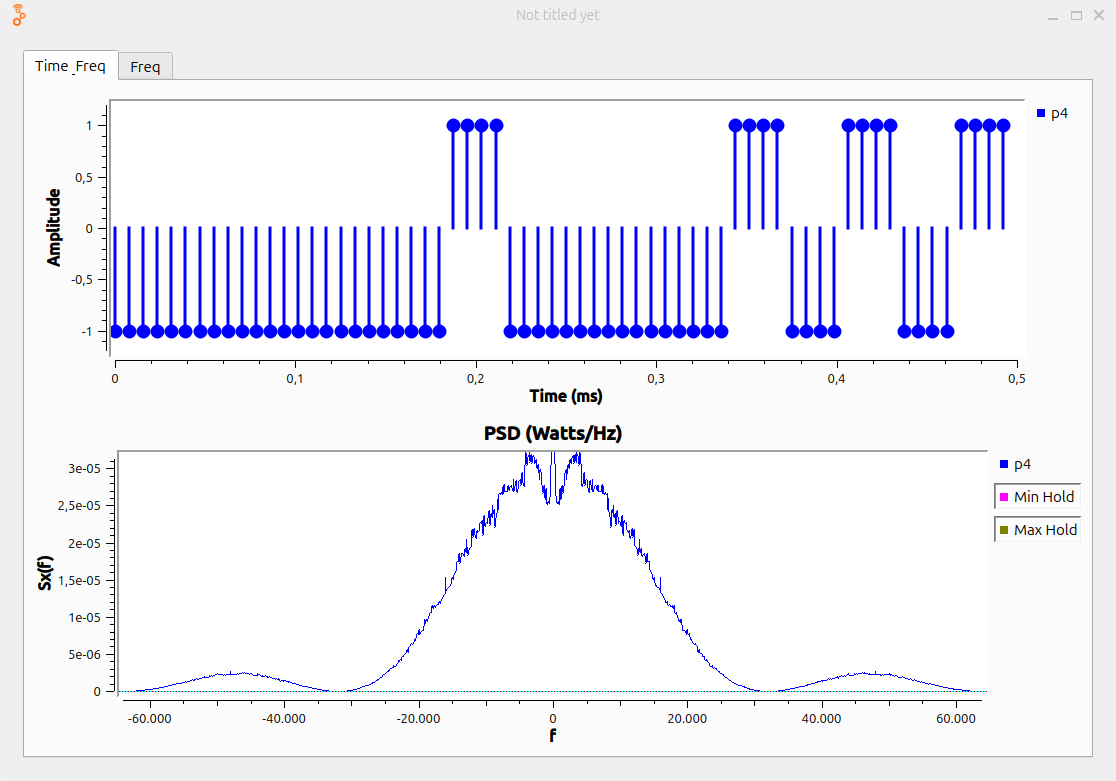 Not titled yet
Time_Freq
Freq
1
0,5
0
-0,5
-1
Amplitude
p4
0
0,1
0,2
0,3
0,4
0,5
Time (ms)
PSD (Watts/Hz)
3e-05
2,5e-05
2e-05
1,5e-05
1e-05
5e-06
0
Sx(f)
p4
Min Hold
Max Hold
-60.000
-40.000
-20.000
0
20.000
40.000
60.000
f